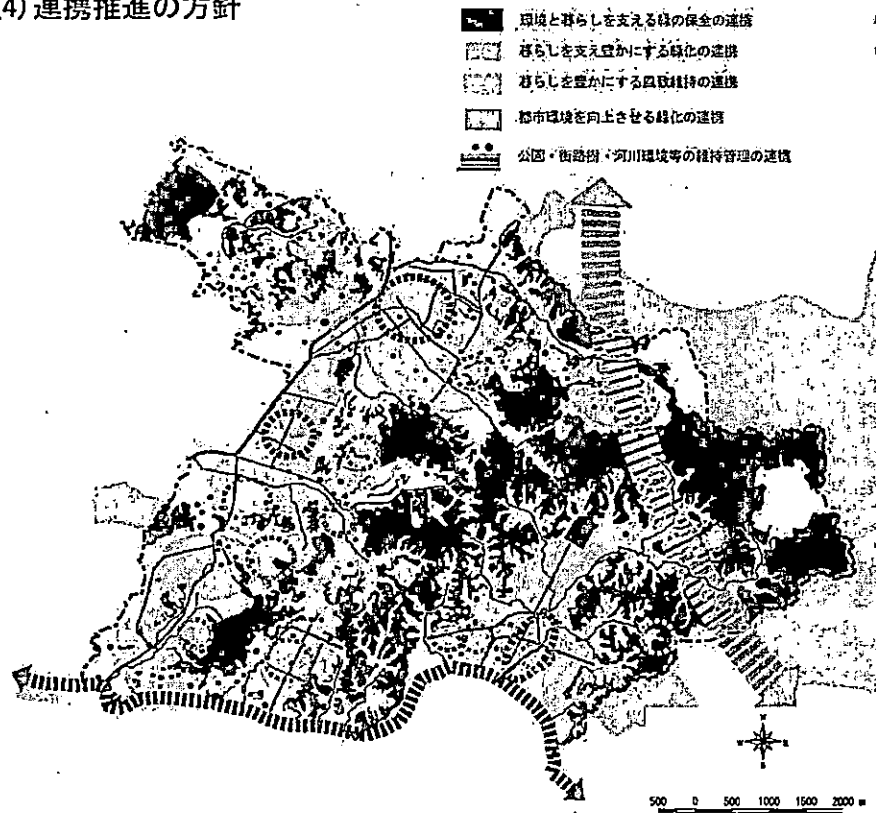 (4)連携推進の方針
環境と暮らしを支える緑の保全の連携
暮らしを支え豊かにする緑化の連携
暮らしを豊かにする風致維持の連携
都市環境を向上させる緑化の連携
公園・街路樹・河川環境等の維持管理の連携
500 0 500 1000 1500 2000 m